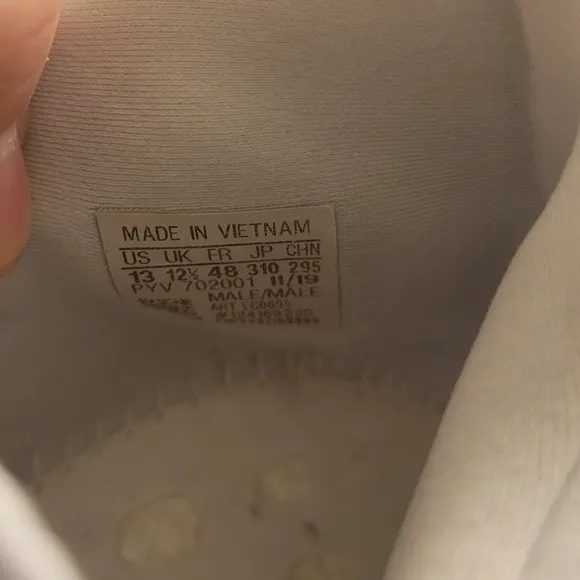 MADE IN VIETNAM
US UK FR JP CHN
13 12½ 48 310 295
PYV 702001 11/19
MALE/MALE
ART